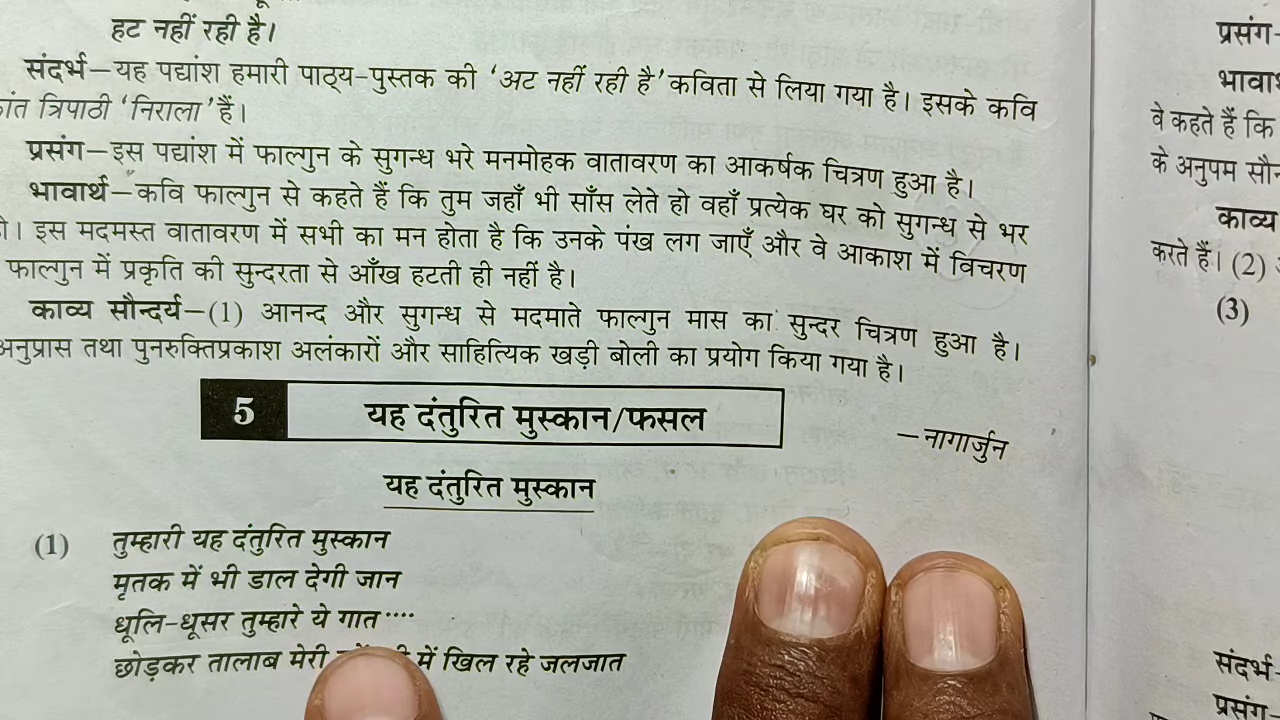 हट नहीं रही है।
संदर्भ—यह पद्यांश हमारी पाठ्य-पुस्तक की 'अट नहीं रही है' कविता से लिया गया है। इसके कवि
त्रिपाठी 'निराला' हैं।
प्रसंग—इस पद्यांश में फाल्गुन के सुगन्ध भरे मनमोहक वातावरण का आकर्षक चित्रण हुआ है।
भावार्थ—कवि फाल्गुन से कहते हैं कि तुम जहाँ भी साँस लेते हो वहाँ प्रत्येक घर को सुगन्ध से भर
। इस मदमस्त वातावरण में सभी का मन होता है कि उनके पंख लग जाएँ और वे आकाश में विचरण
फाल्गुन में प्रकृति की सुन्दरता से आँख हटती ही नहीं है।
काव्य सौन्दर्य—(1) आनन्द और सुगन्ध से मदमाते फाल्गुन मास का सुन्दर चित्रण हुआ है।
अनुप्रास तथा पुनरुक्तिप्रकाश अलंकारों और साहित्यिक खड़ी बोली का प्रयोग किया गया है।
5 यह दंतुरित मुस्कान/फसल
—नागार्जुन
यह दंतुरित मुस्कान
(1) तुम्हारी यह दंतुरित मुस्कान
मृतक में भी डाल देगी जान
धूलि-धूसर तुम्हारे ये गात....
छोड़कर तालाब मेरी में खिल रहे जलजात
प्रसंग-
वे कहते हैं कि
के अनुपम
काव्य
करते हैं। (2)
(3)
संदर्भ-
प्रसंग-